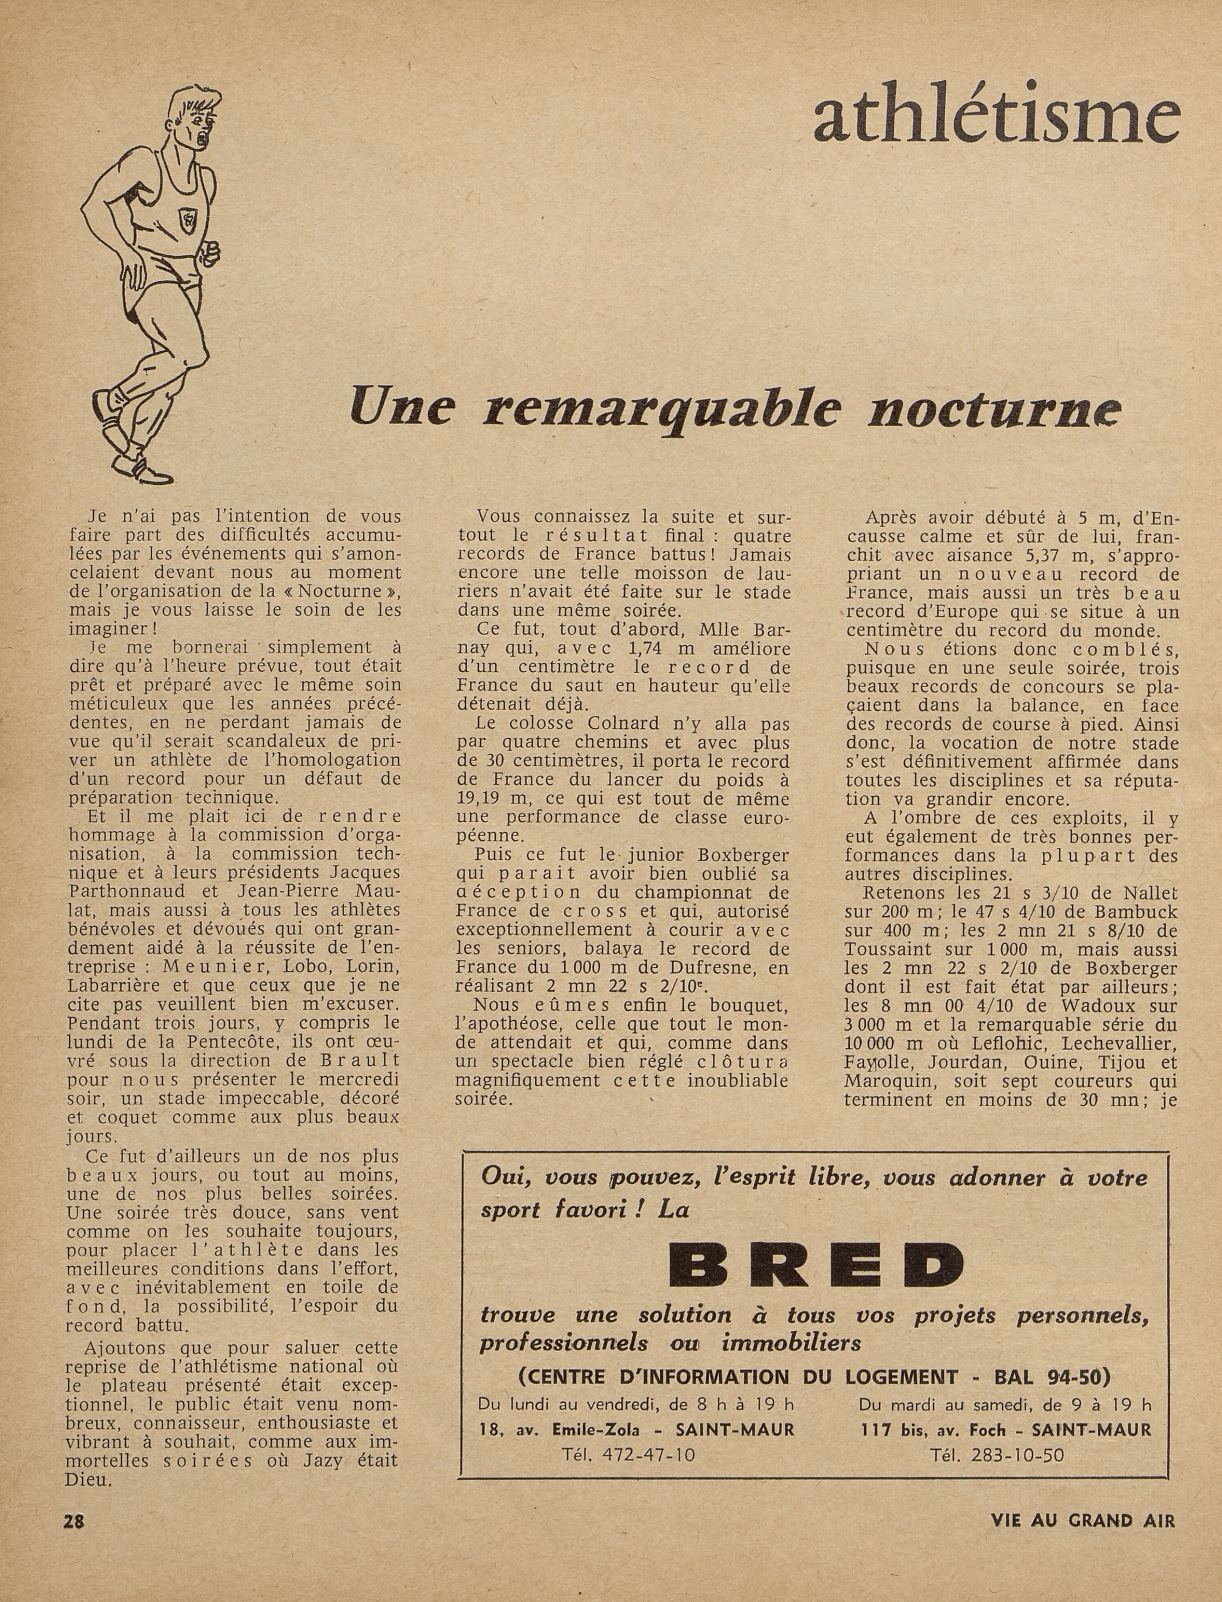 athlétisme
Une remarquable nocturne
Je n'ai pas l'intention de vous
faire part des difficultés accumu-
lées par les événements qui s'amon-
celaient devant nous au moment
de l'organisation de la « Nocturne »,
mais je vous laisse le soin de les
imaginer !
Je me bornerai simplement à
dire qu'à l'heure prévue, tout était
prêt et préparé avec le même soin
méticuleux que les années précé-
dentes, en ne perdant jamais de
vue qu'il serait scandaleux de pri-
ver un athlète de l'homologation
d'un record pour un défaut de
préparation technique.
Et il me plait ici de rendre
hommage à la commission d'orga-
nisation, à la commission tech-
nique et à leurs présidents Jacques
Parthonnaud et Jean-Pierre Mau-
lat, mais aussi à tous les athlètes
bénévoles et dévoués qui ont gran-
dement aidé à la réussite de l'en-
treprise : Meunier, Lobo, Lorin,
Labarrière et que ceux que je ne
cite pas veuillent bien m'excuser.
Pendant trois jours, y compris le
lundi de la Pentecôte, ils ont œu-
vré sous la direction de Brault
pour nous présenter le mercredi
soir, un stade impeccable, décoré
et coquet comme aux plus beaux
jours.
Ce fut d'ailleurs un de nos plus
beaux jours, ou tout au moins,
une de nos plus belles soirées.
Une soirée très douce, sans vent
comme on les souhaite toujours,
pour placer l'athlète dans les
meilleures conditions dans l'effort,
avec inévitablement en toile de
fond, la possibilité, l'espoir du
record battu.
Ajoutons que pour saluer cette
reprise de l'athlétisme national où
le plateau présenté était excep-
tionnel, le public était venu nom-
breux, connaisseur, enthousiaste et
vibrant à souhait, comme aux im-
mortelles soirées où Jazy était
Dieu.
Vous connaissez la suite et sur-
tout le résultat final : quatre
records de France battus ! Jamais
encore une telle moisson de lau-
riers n'avait été faite sur le stade
dans une même soirée.
Ce fut, tout d'abord, Mlle Bar-
nay qui, avec 1,74 m améliore
d'un centimètre le record de
France du saut en hauteur qu'elle
détenait déjà.
Le colosse Colnard n'y alla pas
par quatre chemins et avec plus
de 30 centimètres, il porta le record
de France du lancer du poids à
19,19 m, ce qui est tout de même
une performance de classe euro-
péenne.
Puis ce fut le junior Boxberger
qui parait avoir bien oublié sa
déception du championnat de
France de cross et qui, autorisé
exceptionnellement à courir avec
les seniors, balaya le record de
France du 1 000 m de Dufresne, en
réalisant 2 mn 22 s 2/10e.
Nous eûmes enfin le bouquet,
l'apothéose, celle que tout le mon-
de attendait et qui, comme dans
un spectacle bien réglé clôtura
magnifiquement cette inoubliable
soirée.
Après avoir débuté à 5 m, d'En-
causse calme et sûr de lui, fran-
chit avec aisance 5,37 m, s'appro-
priant un nouveau record de
France, mais aussi un très beau
record d'Europe qui se situe à un
centimètre du record du monde.
Nous étions donc comblés,
puisque en une seule soirée, trois
beaux records de concours se pla-
çaient dans la balance, en face
des records de course à pied. Ainsi
donc, la vocation de notre stade
s'est définitivement affirmée dans
toutes les disciplines et sa réputa-
tion va grandir encore.
A l'ombre de ces exploits, il y
eut également de très bonnes per-
formances dans la plupart des
autres disciplines.
Retenons les 21 s 3/10 de Nallet
sur 200 m ; le 47 s 4/10 de Bambuck
sur 400 m ; les 2 mn 21 s 8/10 de
Toussaint sur 1 000 m, mais aussi
les 2 mn 22 s 2/10 de Boxberger
dont il est fait état par ailleurs ;
les 8 mn 00 4/10 de Wadoux sur
3 000 m et la remarquable série du
10 000 m où Leflohic, Lechevallier,
Fayolle, Jourdan, Ouine, Tijou et
Maroquin, soit sept coureurs qui
terminent en moins de 30 mn ; je
Oui, vous pouvez, l'esprit libre, vous adonner à votre
sport favori ! La
BRED
trouve une solution à tous vos projets personnels,
professionnels ou immobiliers
(CENTRE D'INFORMATION DU LOGEMENT - BAL 94-50)
Du lundi au vendredi, de 8 h à 19 h
18, av. Emile-Zola - SAINT-MAUR
Tél. 472-47-10
Du mardi au samedi, de 9 à 19 h
117 bis, av. Foch - SAINT-MAUR
Tél. 283-10-50
28
VIE AU GRAND AIR